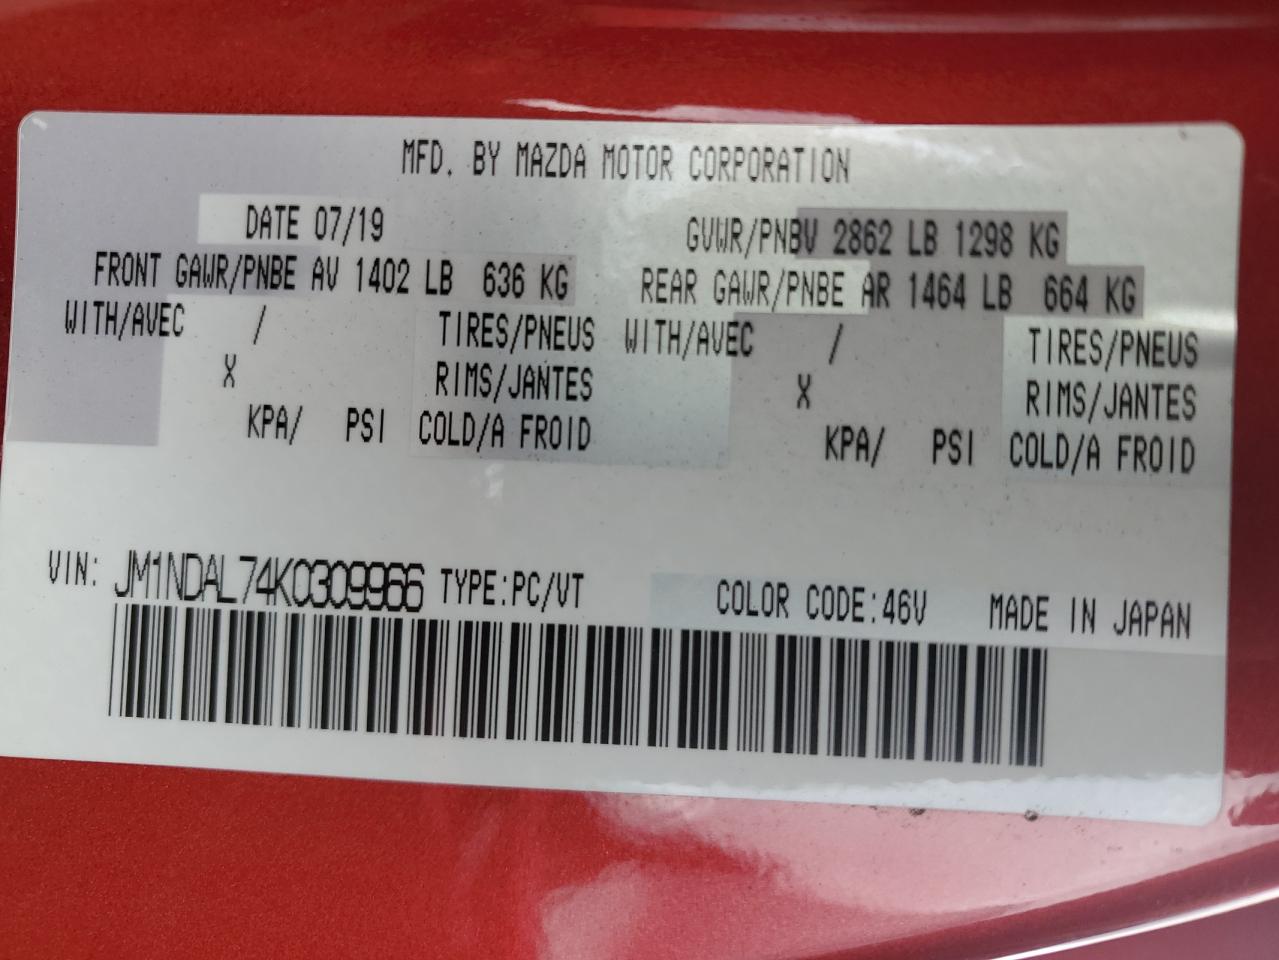 MFD. BY MAZDA MOTOR CORPORATION
DATE 07/19 GVWR/PNBV 2862 LB 1298 KG
FRONT GAWR/PNBE AV 1402 LB 636 KG REAR GAWR/PNBE AR 1464 LB 664 KG
WITH/AVEC / TIRES/PNEUS WITH/AVEC / TIRES/PNEUS
X RIMS/JANTES X RIMS/JANTES
KPA/ PSI COLD/A FROID KPA/ PSI COLD/A FROID
VIN: JM1NDAL74K0309966 TYPE:PC/VT COLOR CODE:46V MADE IN JAPAN